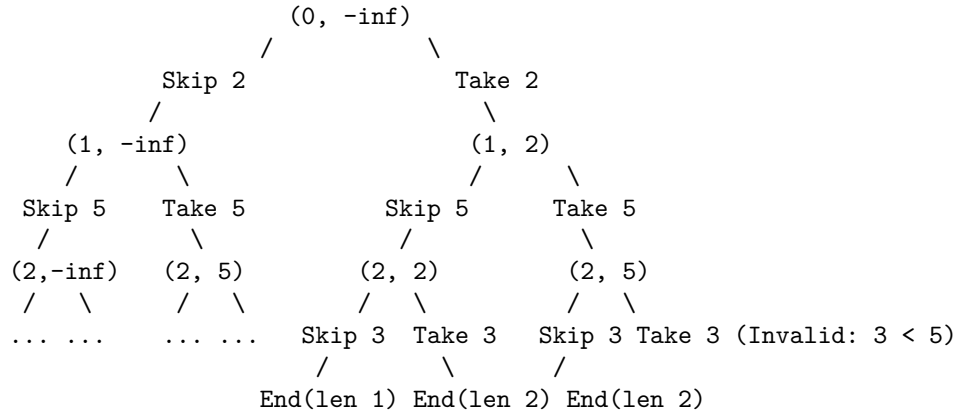 (0, -inf)
/ \
Skip 2 Take 2
/ \
(1, -inf) (1, 2)
/ \ / \
Skip 5 Take 5 Skip 5 Take 5
/ \ / \
(2,-inf) (2, 5) (2, 2) (2, 5)
/ \ / \ / \ / \
... ... ... ... Skip 3 Take 3 Skip 3 Take 3 (Invalid: 3 < 5)
/ \ /
End(len 1) End(len 2) End(len 2)